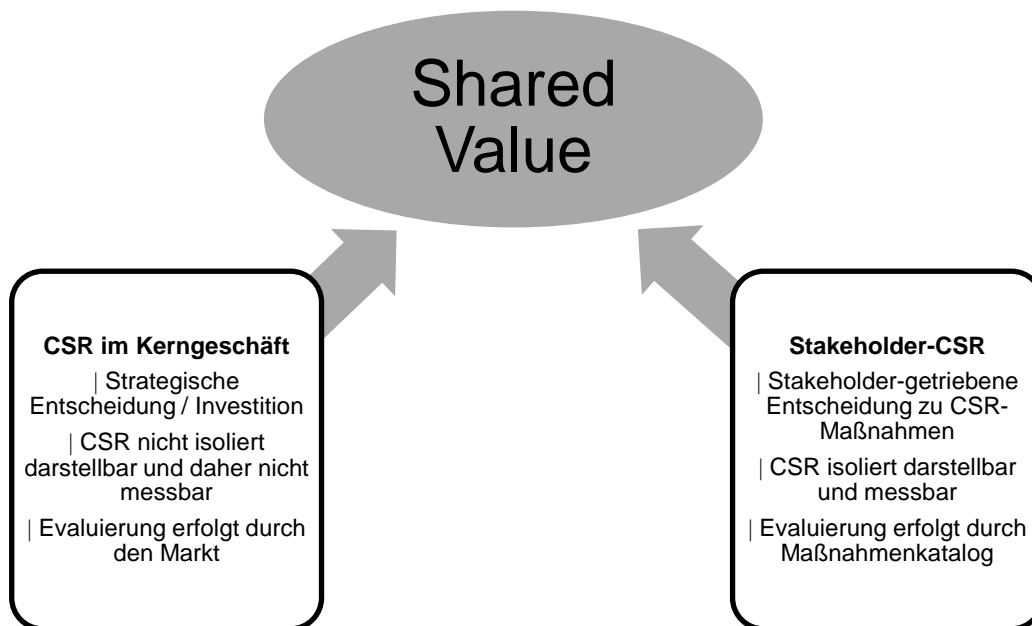 Shared
Value
CSR im Kerngeschäft
| Strategische
Entscheidung / Investition
| CSR nicht isoliert
darstellbar und daher nicht
messbar
| Evaluierung erfolgt durch
den Markt
Stakeholder-CSR
| Stakeholder-getriebene
Entscheidung zu CSR-
Maßnahmen
| CSR isoliert darstellbar
und messbar
| Evaluierung erfolgt durch
Maßnahmenkatalog